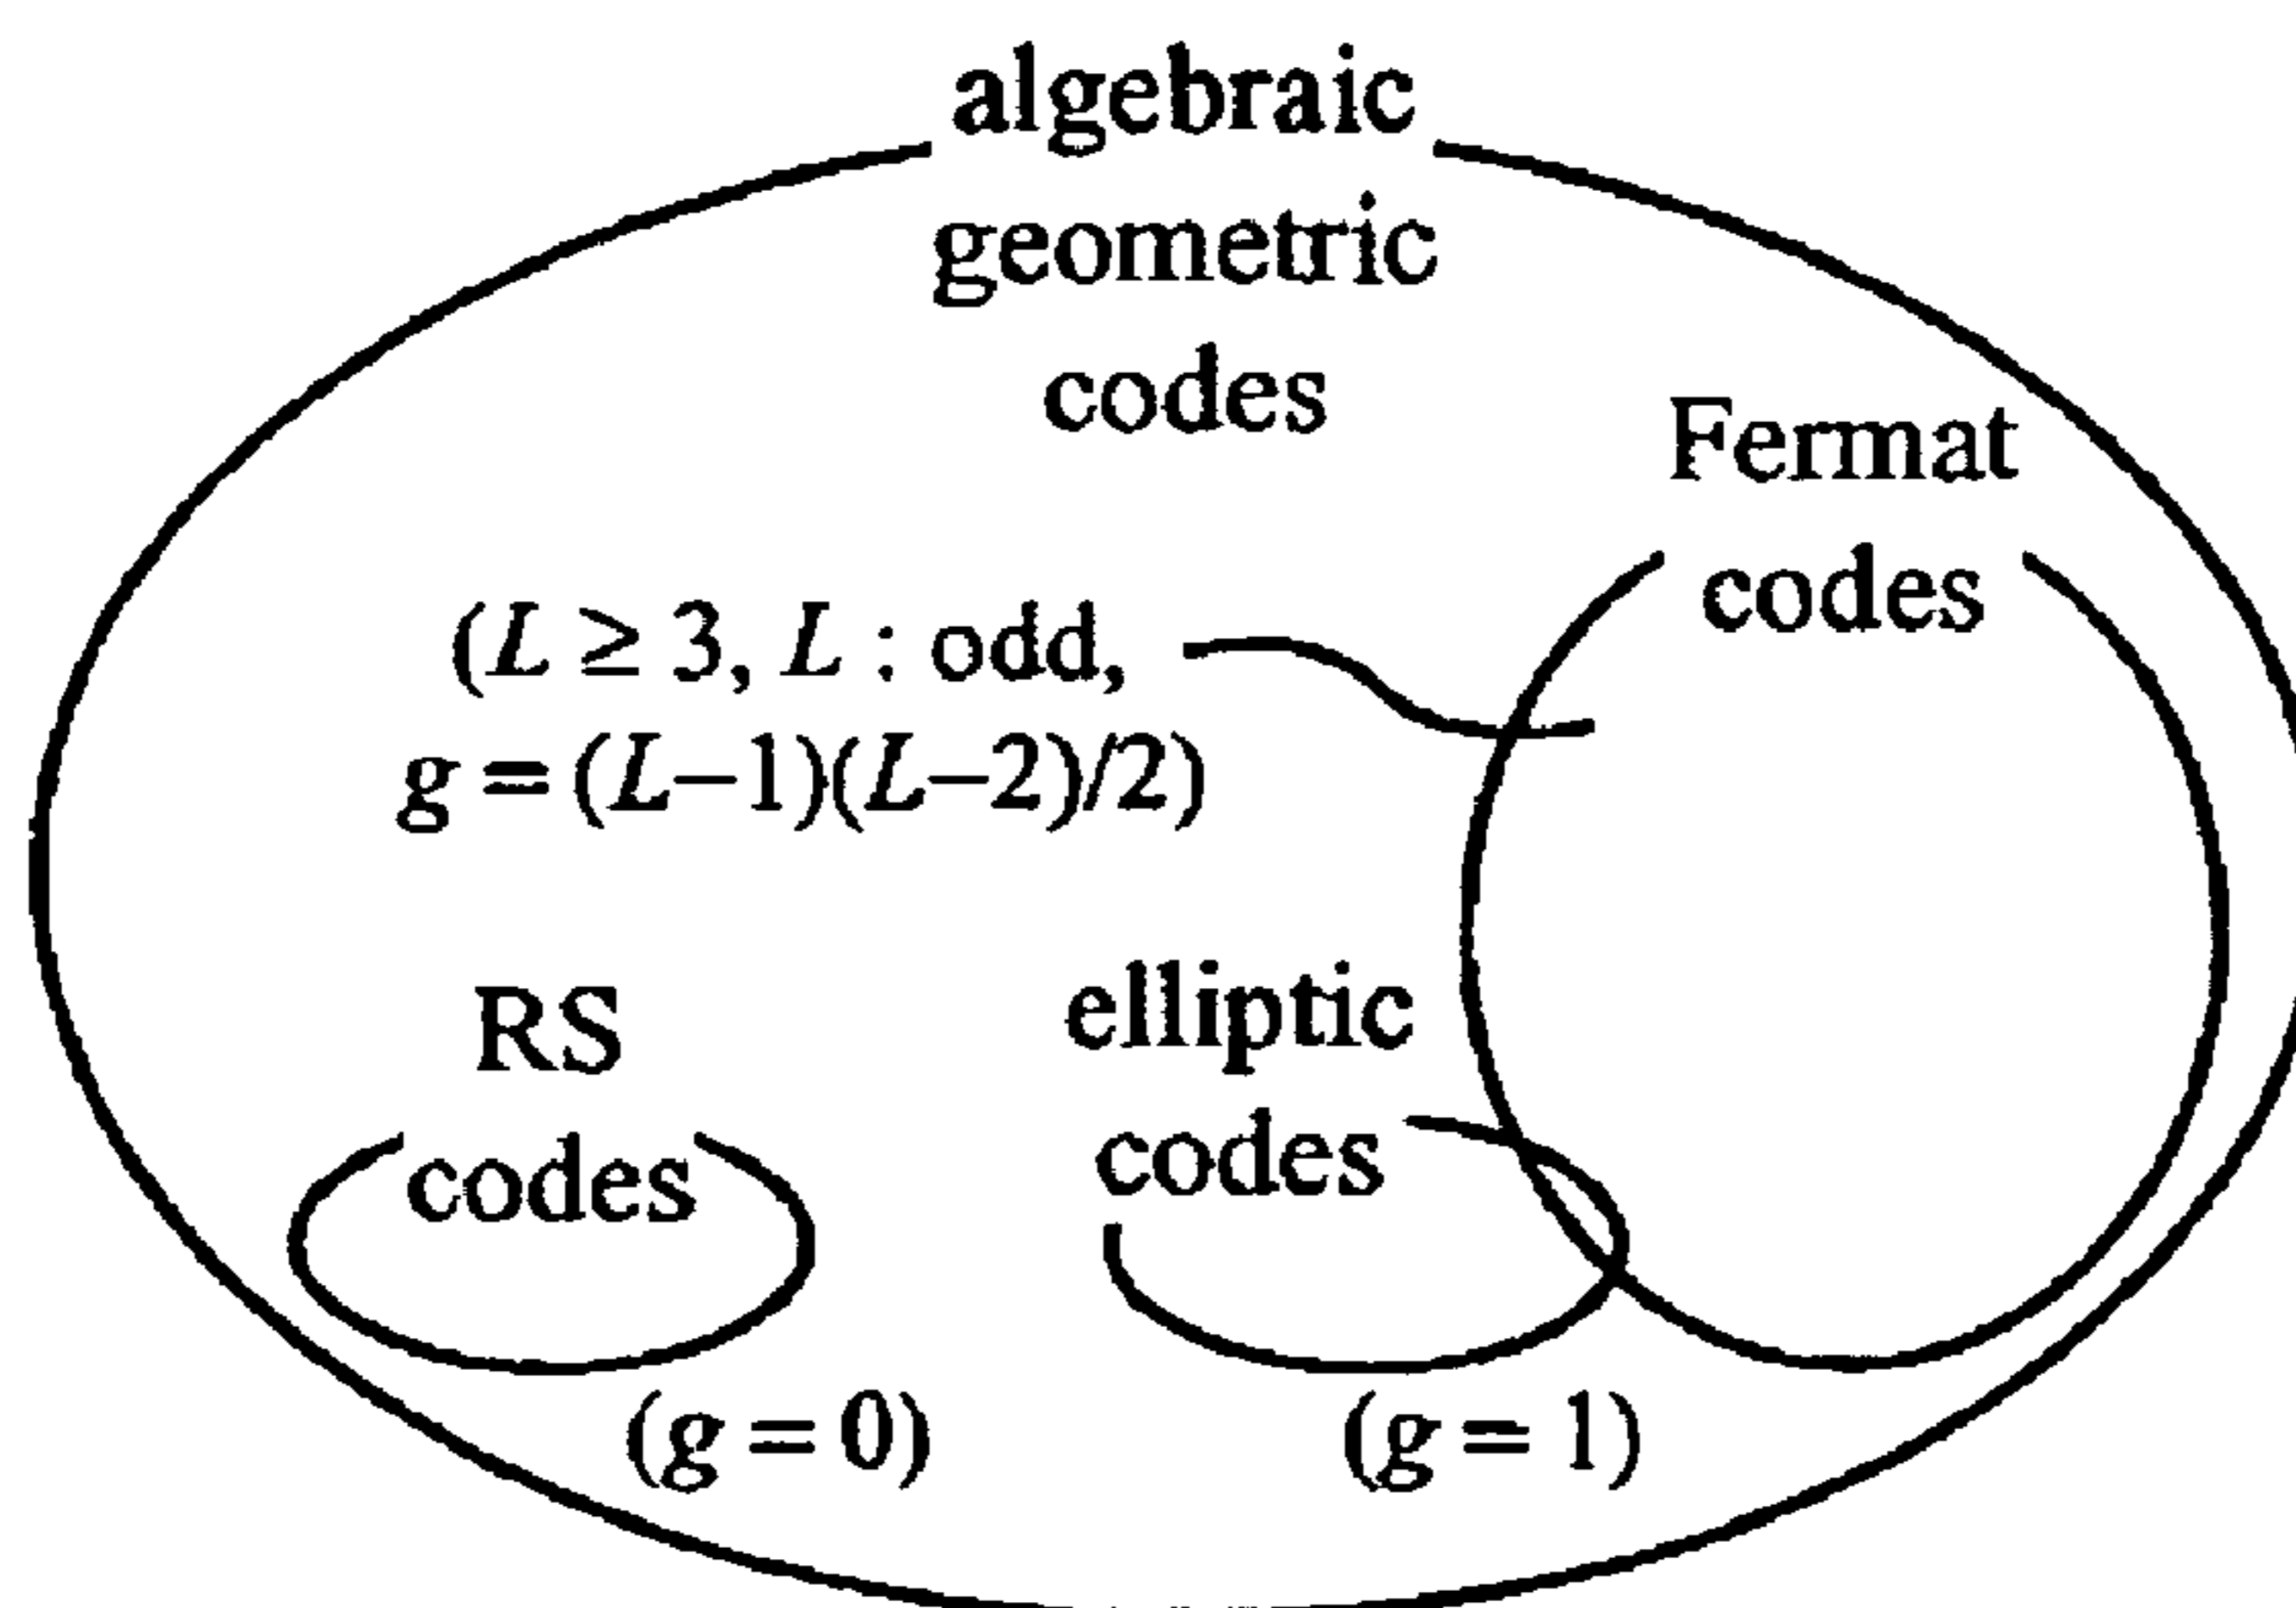 algebraic
geometric
codes
Fermat
codes
(L ≥ 3, L : odd,
g = (L−1)(L−2)/2)
RS
codes
elliptic
codes
(g = 0)
(g = 1)